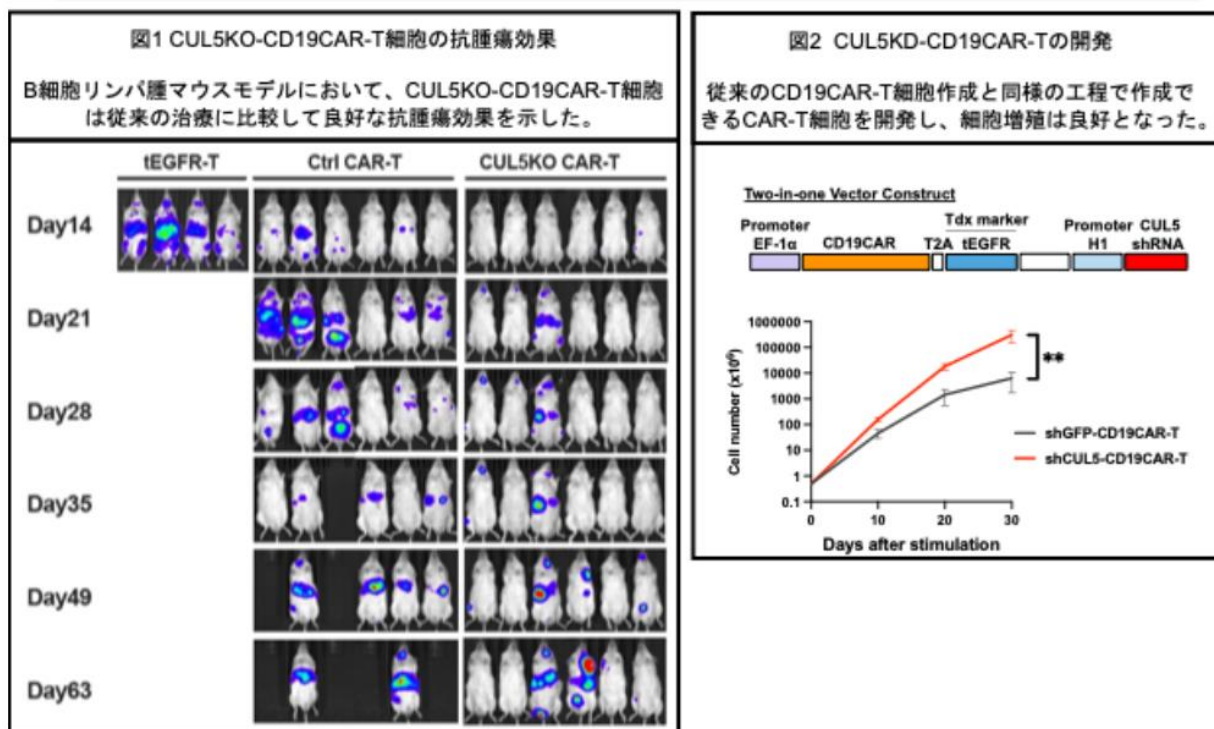 図1 CUL5KO-CD19CAR-T細胞の抗腫瘍効果
B細胞リンパ腫マウスモデルにおいて、CUL5KO-CD19CAR-T細胞
は従来の治療に比較して良好な抗腫瘍効果を示した。
tEGFR-T Ctrl CAR-T CUL5KO CAR-T
Day14
Day21
Day28
Day35
Day49
Day63
図2 CUL5KD-CD19CAR-Tの開発
従来のCD19CAR-T細胞作成と同様の工程で作成で
きるCAR-T細胞を開発し、細胞増殖は良好となった。
Two-in-one Vector Construct
Tdx marker
Promoter Promoter CUL5
EF-1α CD19CAR T2A tEGFR H1 shRNA
Cell number (x10⁶)
1000000
100000
10000
1000
100
10
1
0.1
**
shGFP-CD19CAR-T
shCUL5-CD19CAR-T
0 10 20 30
Days after stimulation